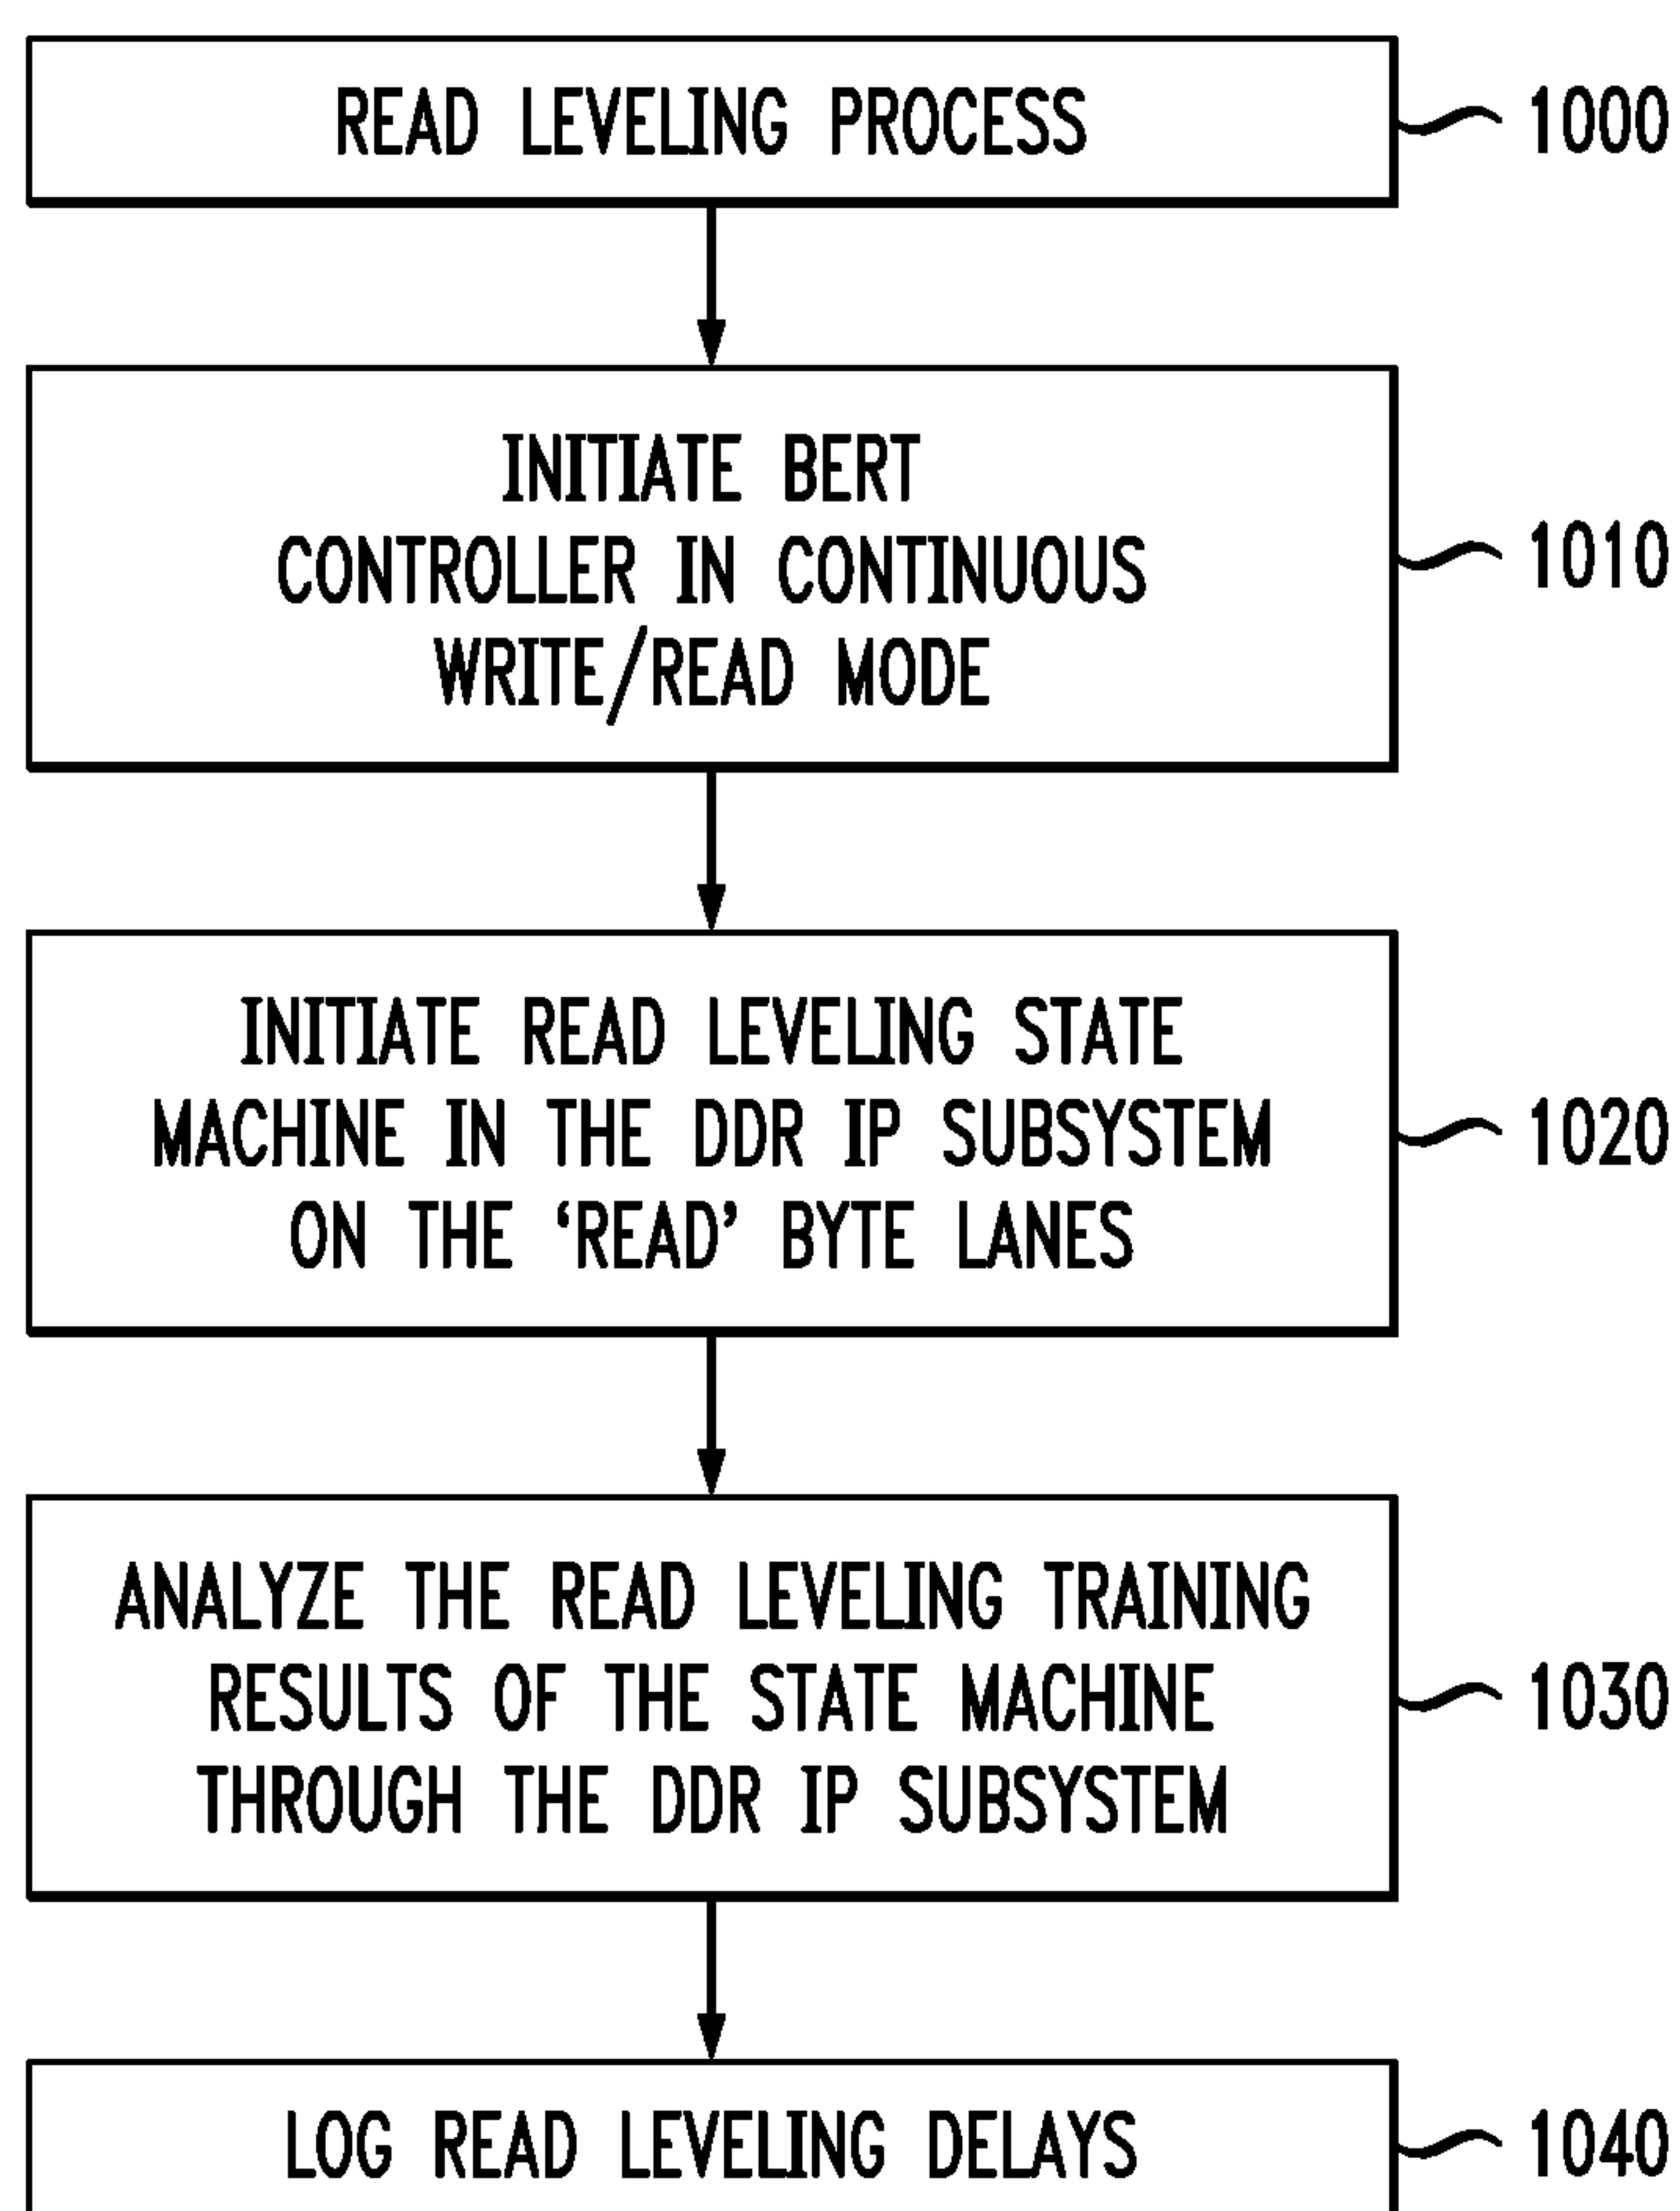 READ LEVELING PROCESS
1000
INITIATE BERT
CONTROLLER IN CONTINUOUS
WRITE/READ MODE
1010
INITIATE READ LEVELING STATE
MACHINE IN THE DDR IP SUBSYSTEM
ON THE ‘READ’ BYTE LANES
1020
ANALYZE THE READ LEVELING TRAINING
RESULTS OF THE STATE MACHINE
THROUGH THE DDR IP SUBSYSTEM
1030
LOG READ LEVELING DELAYS
1040